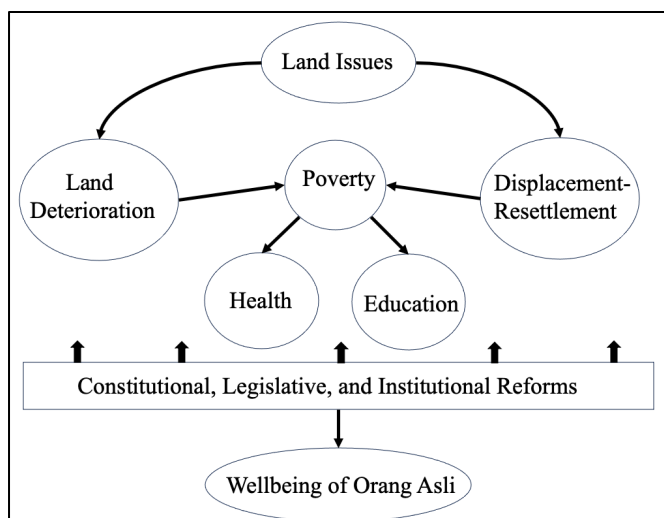 Land Issues
Land
Deterioration
Poverty
Displacement-
Resettlement
Health
Education
Constitutional, Legislative, and Institutional Reforms
Wellbeing of Orang Asli